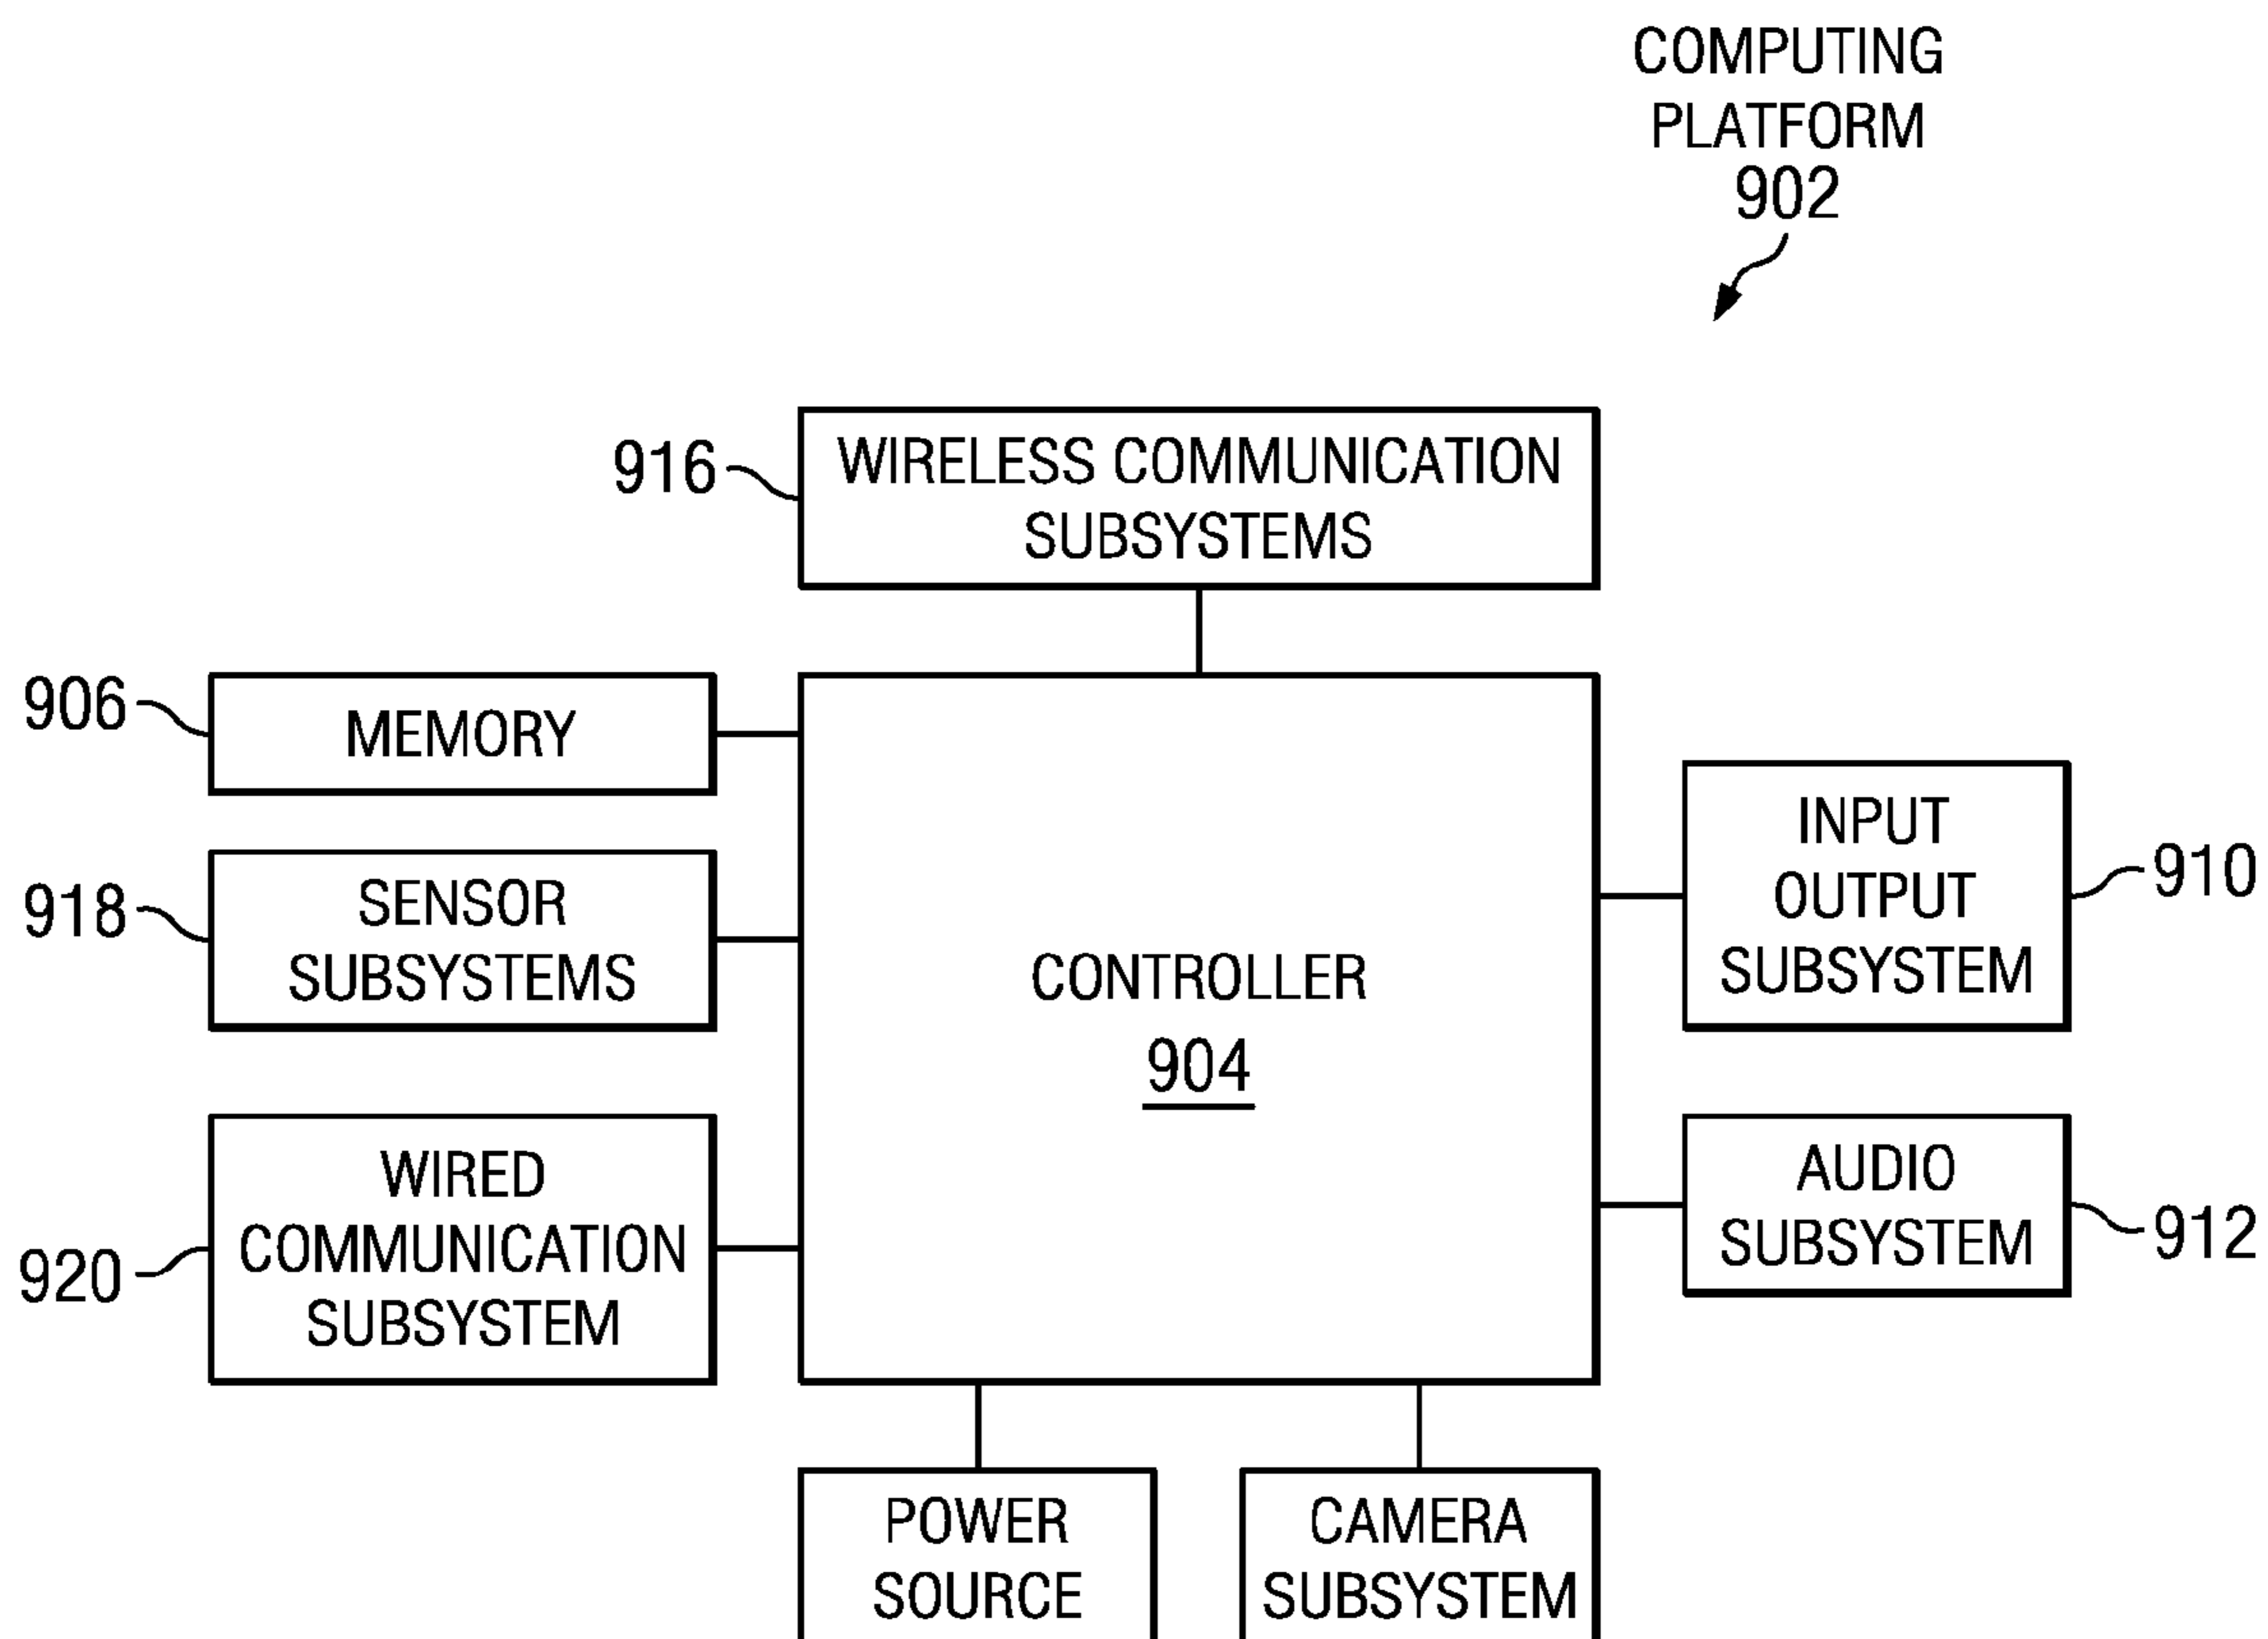 COMPUTING
PLATFORM
902
916
WIRELESS COMMUNICATION
SUBSYSTEMS
906
MEMORY
918
SENSOR
SUBSYSTEMS
920
WIRED
COMMUNICATION
SUBSYSTEM
CONTROLLER
904
INPUT
OUTPUT
SUBSYSTEM
910
AUDIO
SUBSYSTEM
912
POWER
SOURCE
CAMERA
SUBSYSTEM